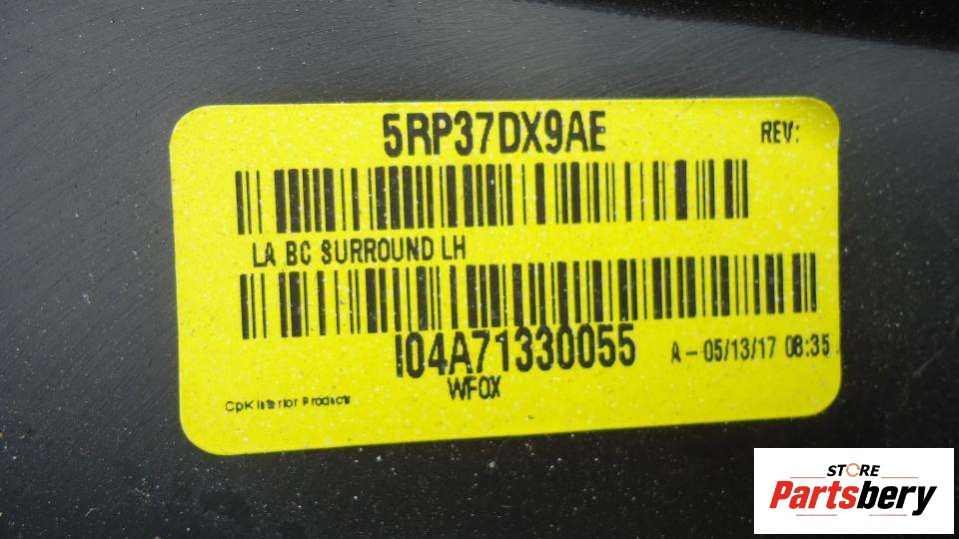 5RP37DX9AE
REV:
LA BC SURROUND LH
I04A71330055
A - 05/13/17 08:35
WFOX
CpK Interior Products
STORE
Partsbery